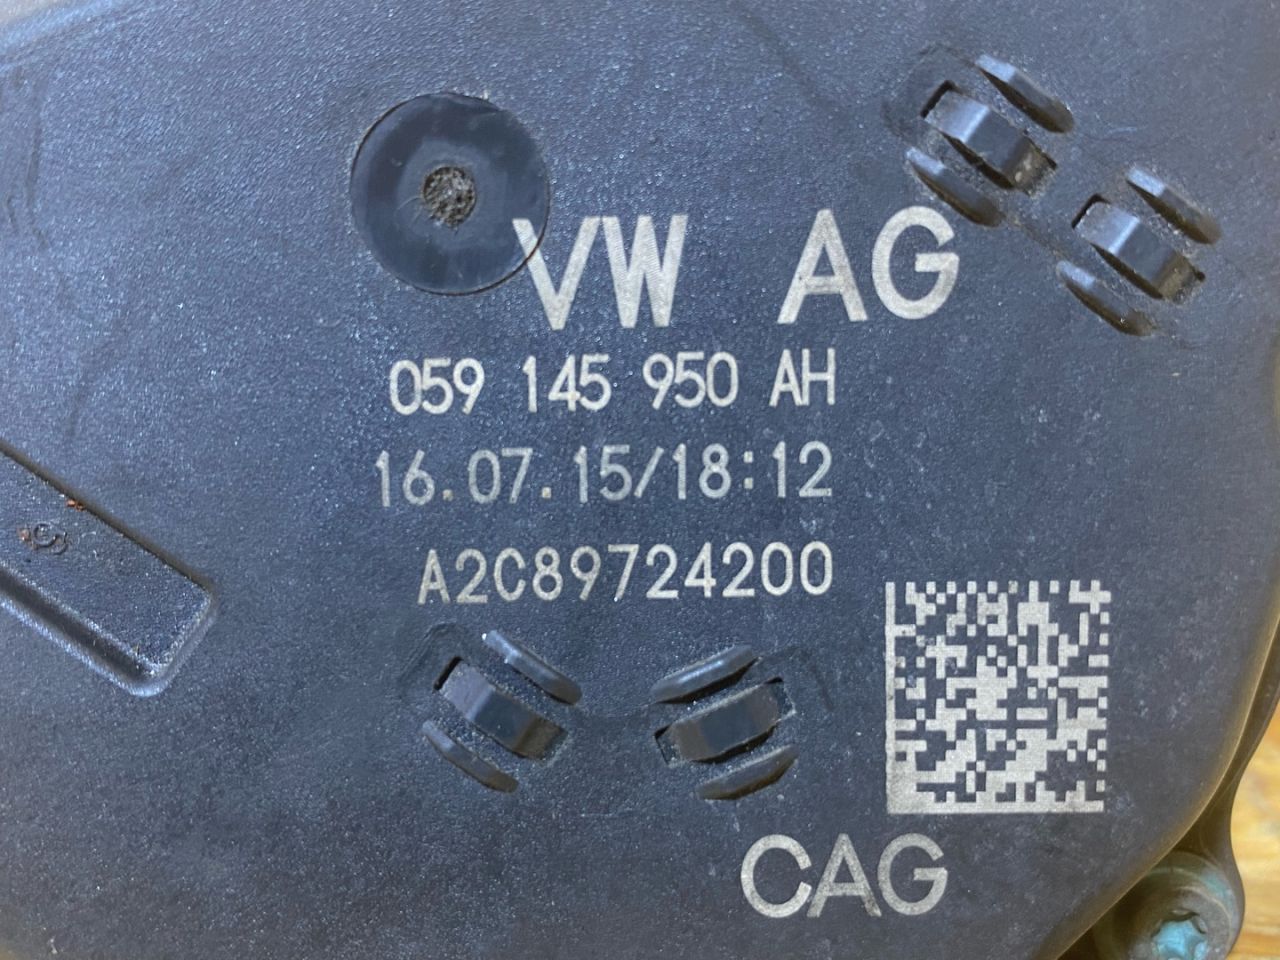 VW AG
059 145 950 AH
16.07.15/18:12
A2C89724200
CAG